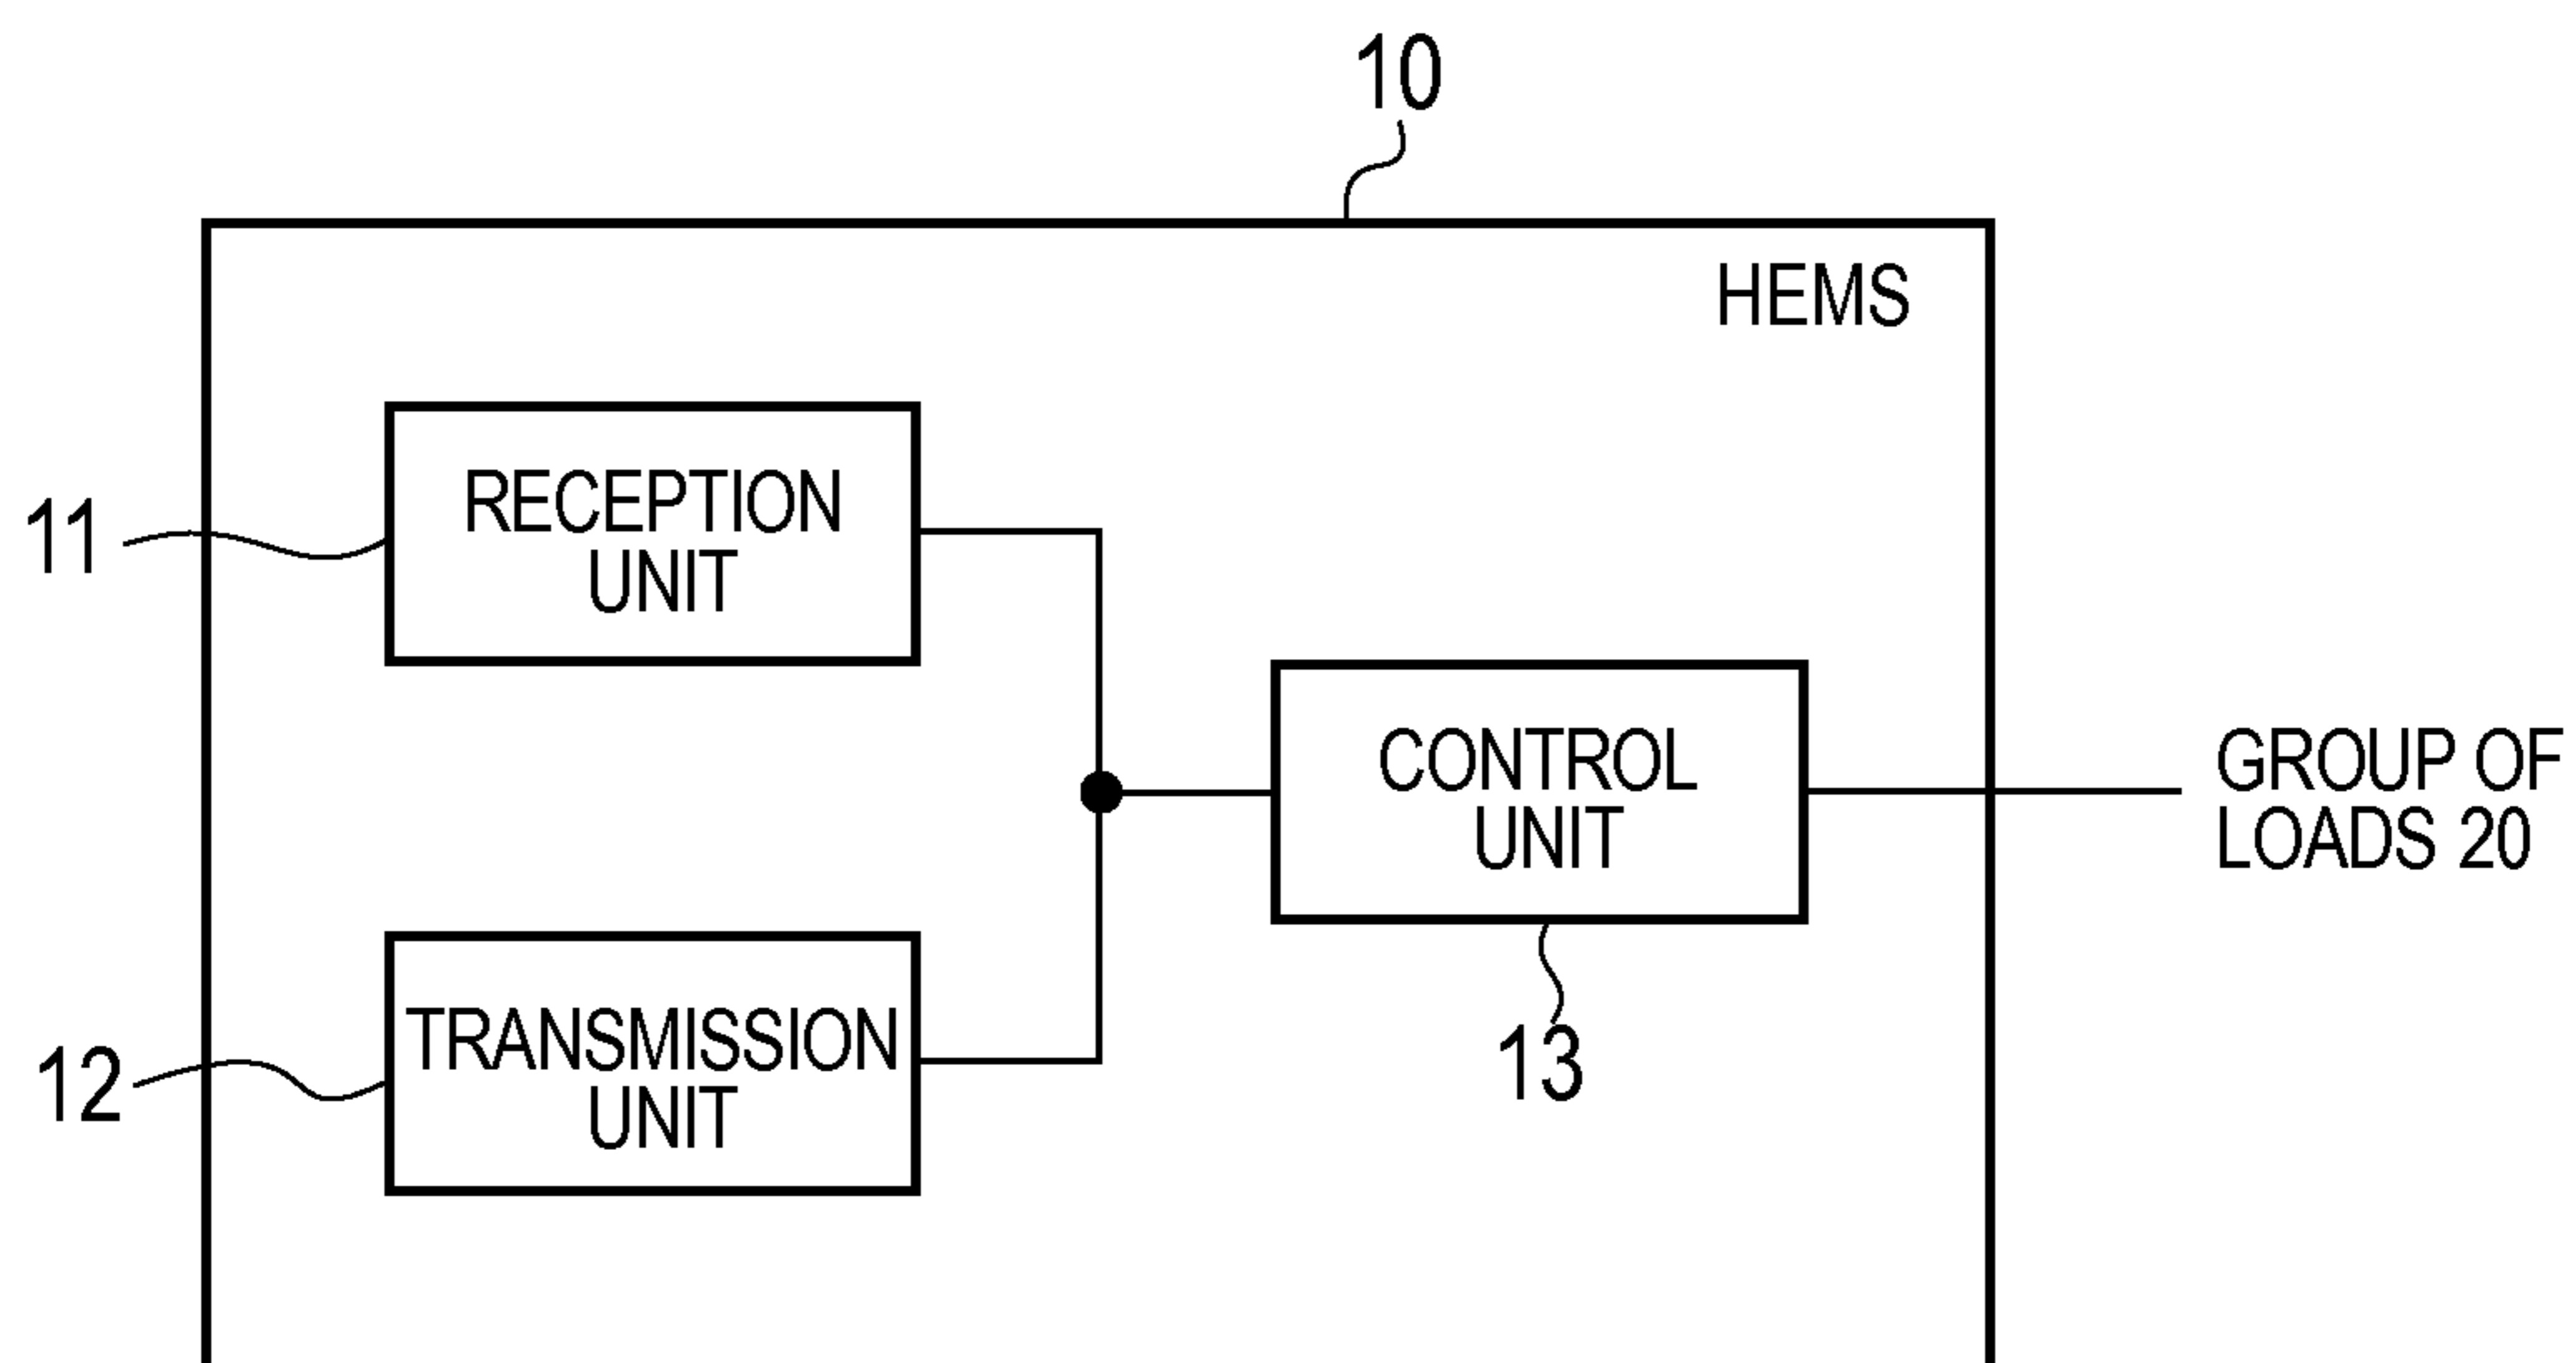 10
HEMS
RECEPTION
UNIT
11
CONTROL
UNIT
GROUP OF
LOADS 20
TRANSMISSION
UNIT
12
13